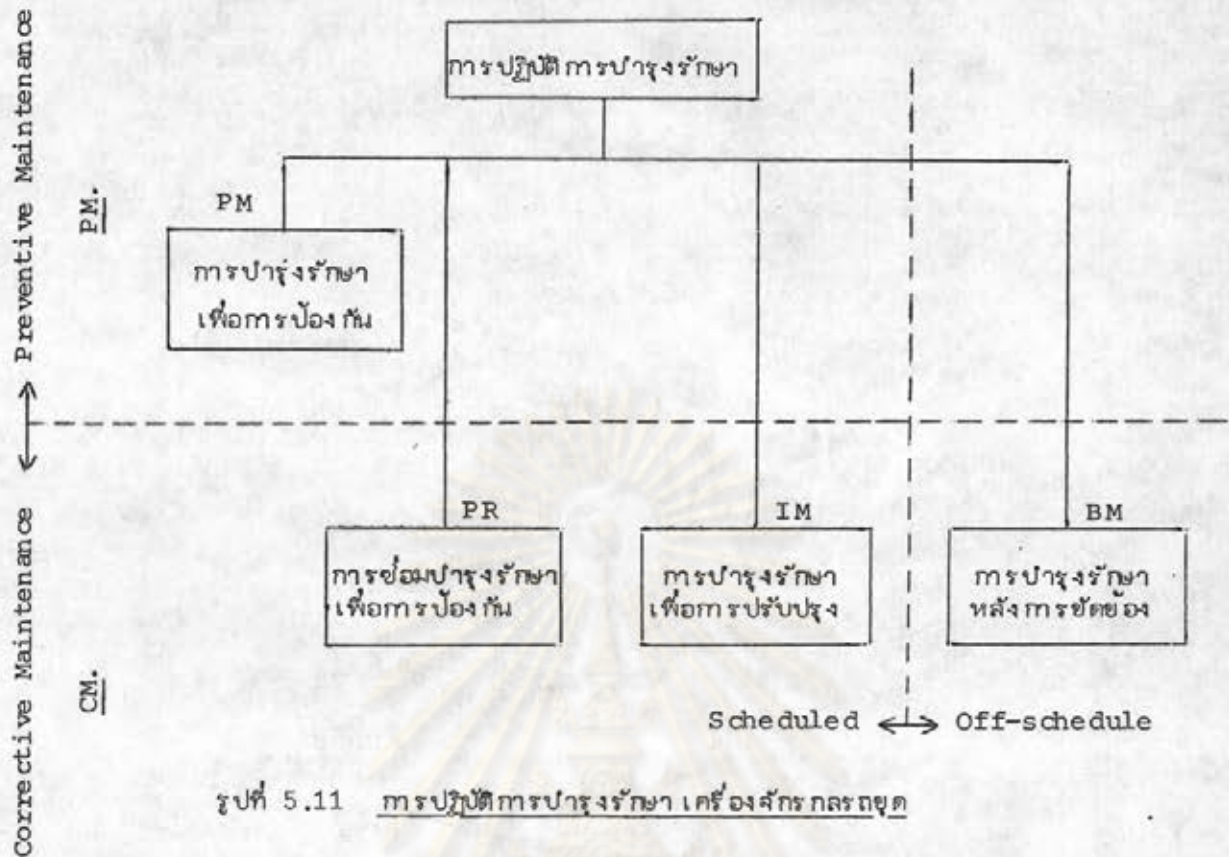 การปฏิบัติการบำรุงรักษา
Preventive Maintenance
PM.
PM
การบำรุงรักษา
เพื่อการป้องกัน
Corrective Maintenance
CM.
PR
การซ่อมบำรุงรักษา
เพื่อการป้องกัน
IM
การบำรุงรักษา
เพื่อการปรับปรุง
BM
การบำรุงรักษา
หลังการขัดข้อง
Scheduled
Off-schedule
รูปที่ 5.11 การปฏิบัติการบำรุงรักษา เครื่องจักรกลรถขุด